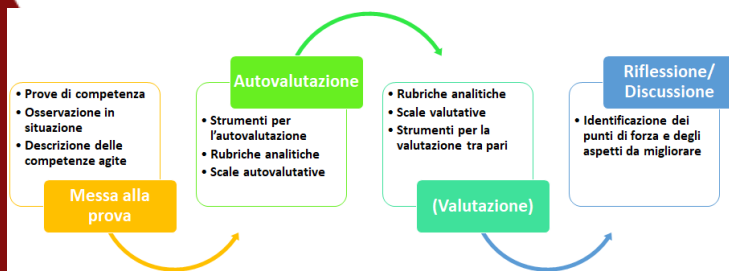 • Prove di competenza
• Osservazione in
situazione
• Descrizione delle
competenze agite
Messa alla
prova
Autovalutazione
• Strumenti per
l'autovalutazione
• Rubriche analitiche
• Scale autovalutative
• Rubriche analitiche
• Scale valutative
• Strumenti per la
valutazione tra pari
(Valutazione)
Riflessione/
Discussione
• Identificazione dei
punti di forza e degli
aspetti da migliorare